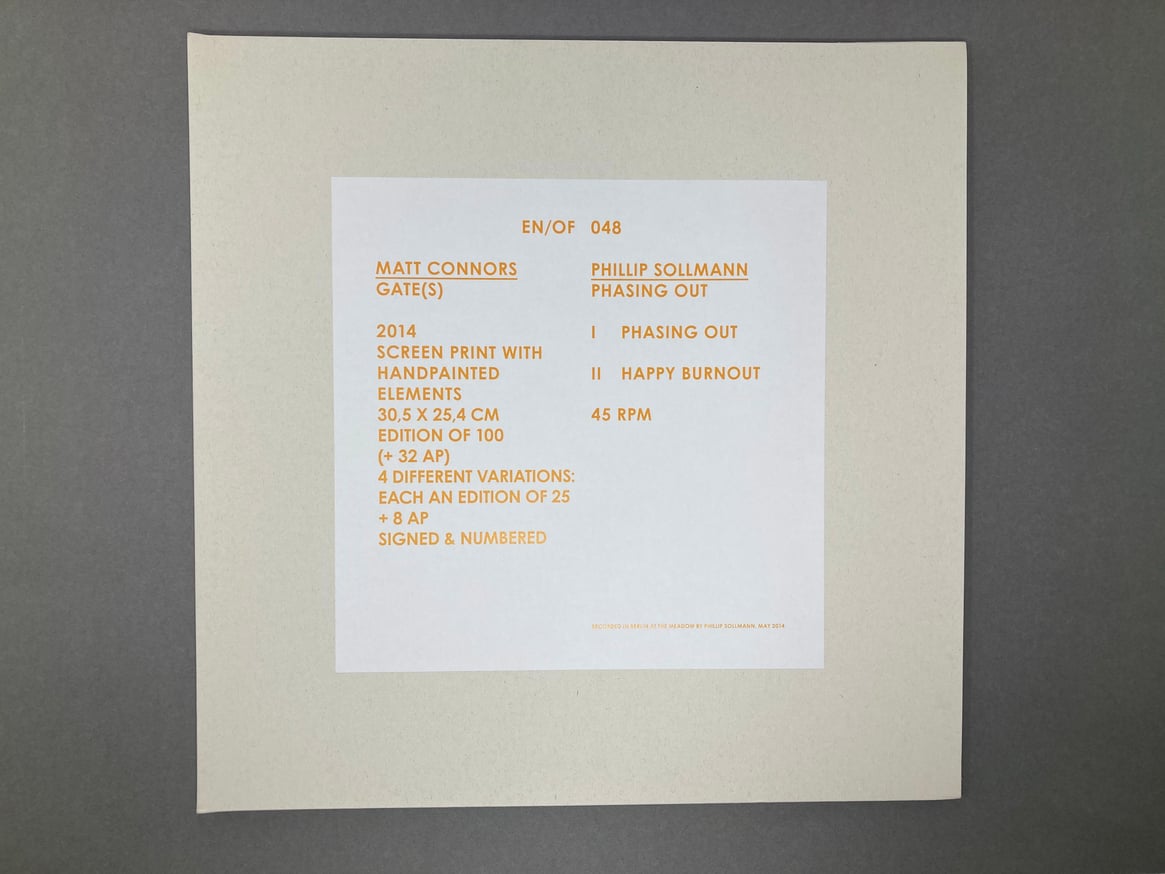 EN/OF 048
MATT CONNORS
GATE(S)
2014
SCREEN PRINT WITH
HANDPAINTED
ELEMENTS
30,5 X 25,4 CM
EDITION OF 100
(+ 32 AP)
4 DIFFERENT VARIATIONS:
EACH AN EDITION OF 25
+ 8 AP
SIGNED & NUMBERED
PHILLIP SOLLMANN
PHASING OUT
I PHASING OUT
II HAPPY BURNOUT
45 RPM
RECORDED IN BERLIN AT THE MEADOW BY PHILLIP SOLLMANN, MAY 2014